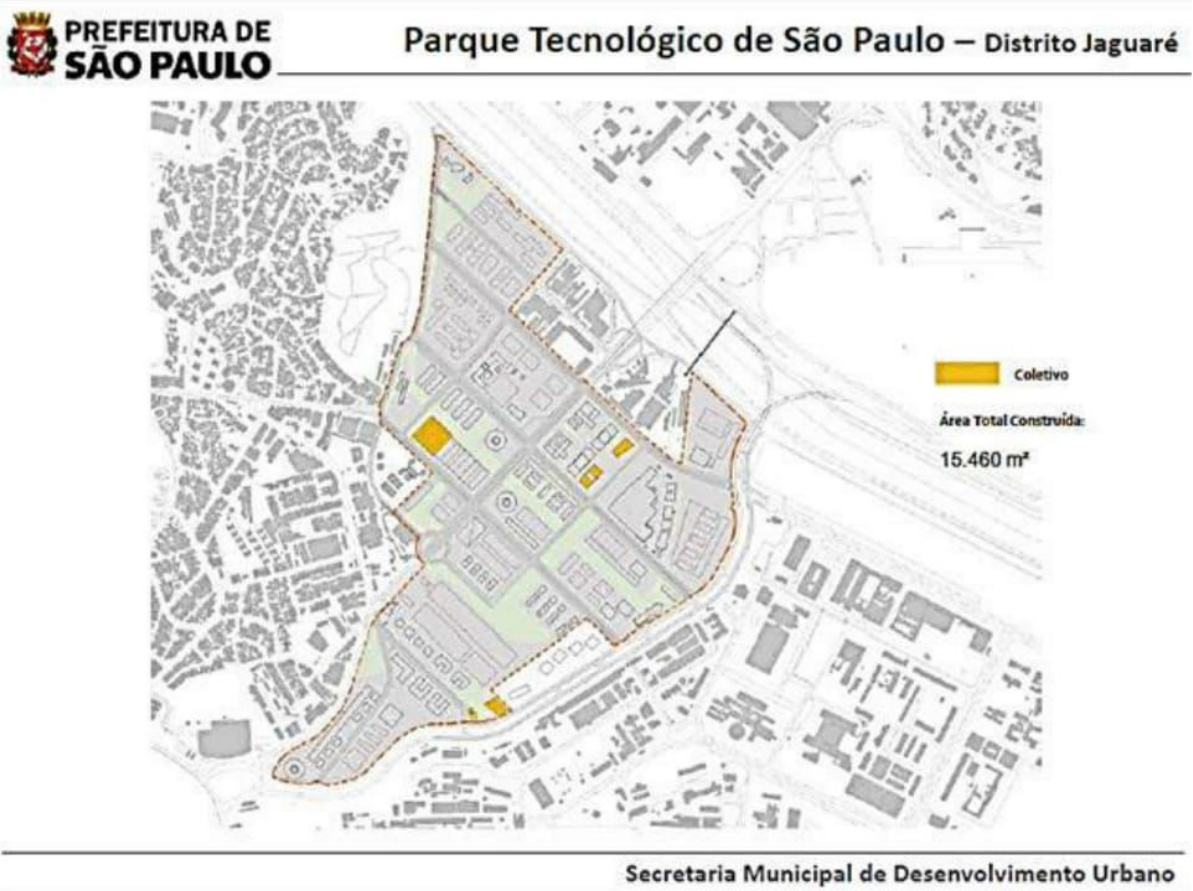 PREFEITURA DE
SÃO PAULO
Parque Tecnológico de São Paulo – Distrito Jaguaré
Coletivo
Área Total Construída:
15.460 m²
Secretaria Municipal de Desenvolvimento Urbano